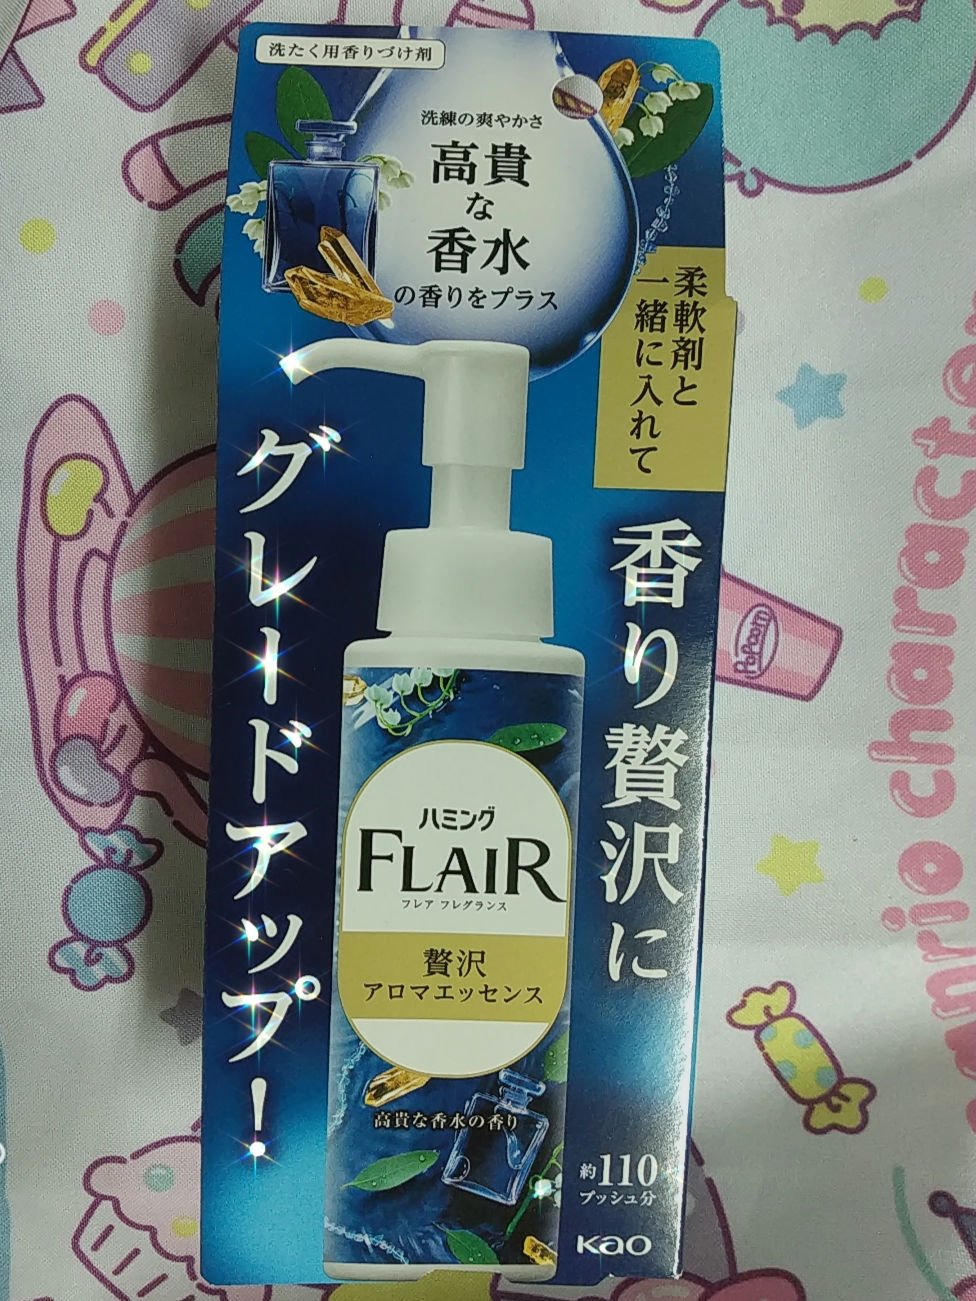 洗たく用香りづけ剤
洗練の爽やかさ
高貴
な
香水
の香りをプラス
柔軟剤と
一緒に入れて
香り贅沢に
グレードアップ!
ハミング
FLAIR
フレア フレグランス
贅沢
アロマエッセンス
高貴な香水の香り
約110
プッシュ分
Kao
Popcorn
anrio character